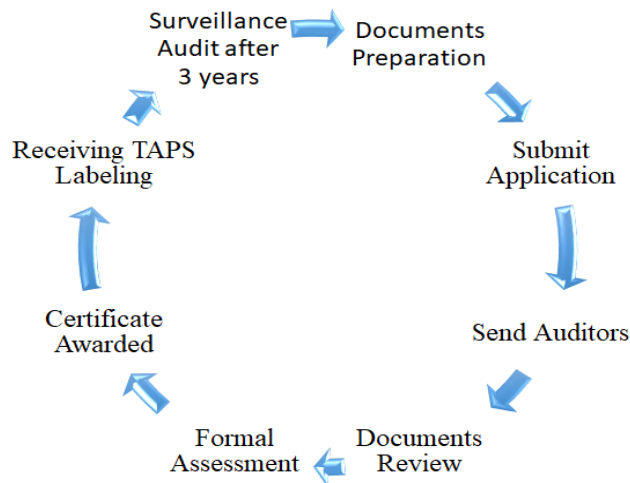 Surveillance
Audit after
3 years
Documents
Preparation
Submit
Application
Send Auditors
Documents
Review
Formal
Assessment
Certificate
Awarded
Receiving TAPS
Labeling